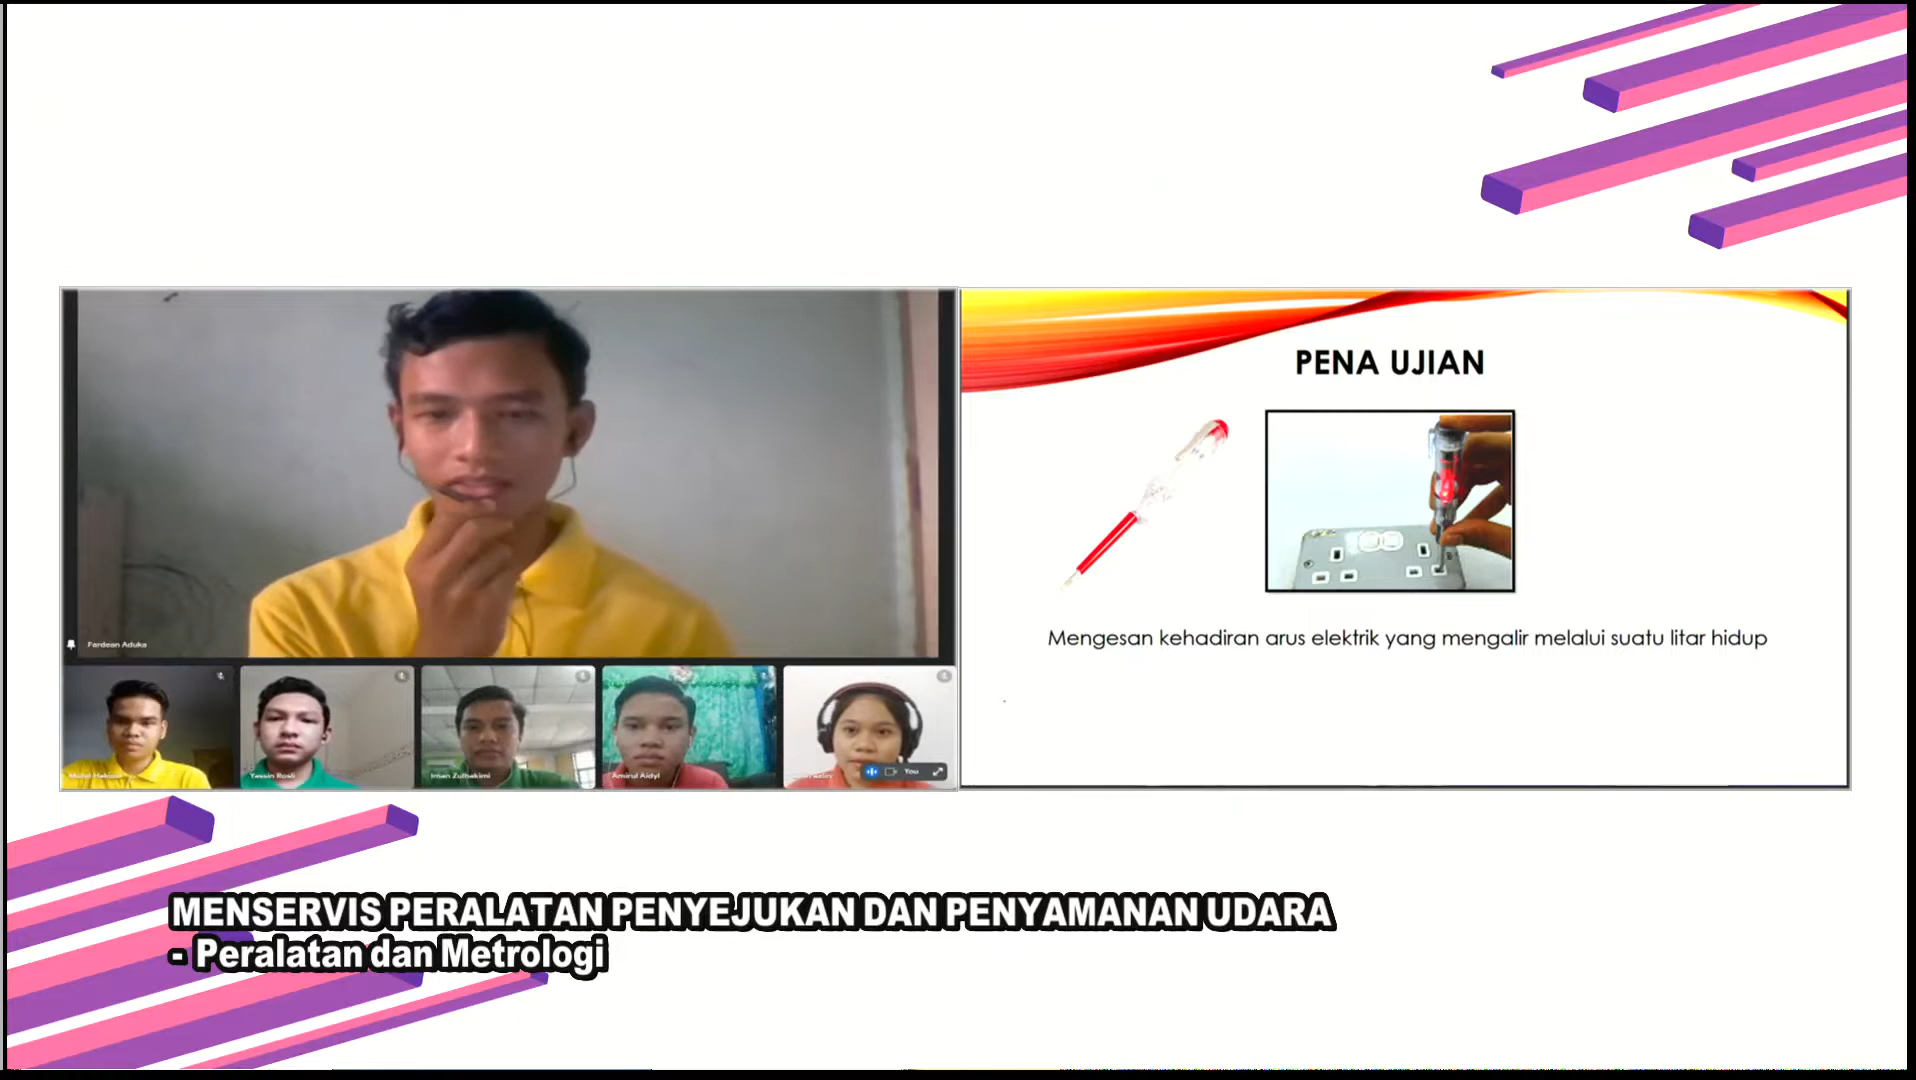 PENA UJIAN
Mengesan kehadiran arus elektrik yang mengalir melalui suatu litar hidup
Fardean Aduka
Yassin Rosli
Iman Zulhakimi
Amirul Aidyl
You
MENSERVIS PERALATAN PENYEJUKAN DAN PENYAMANAN UDARA
- Peralatan dan Metrologi